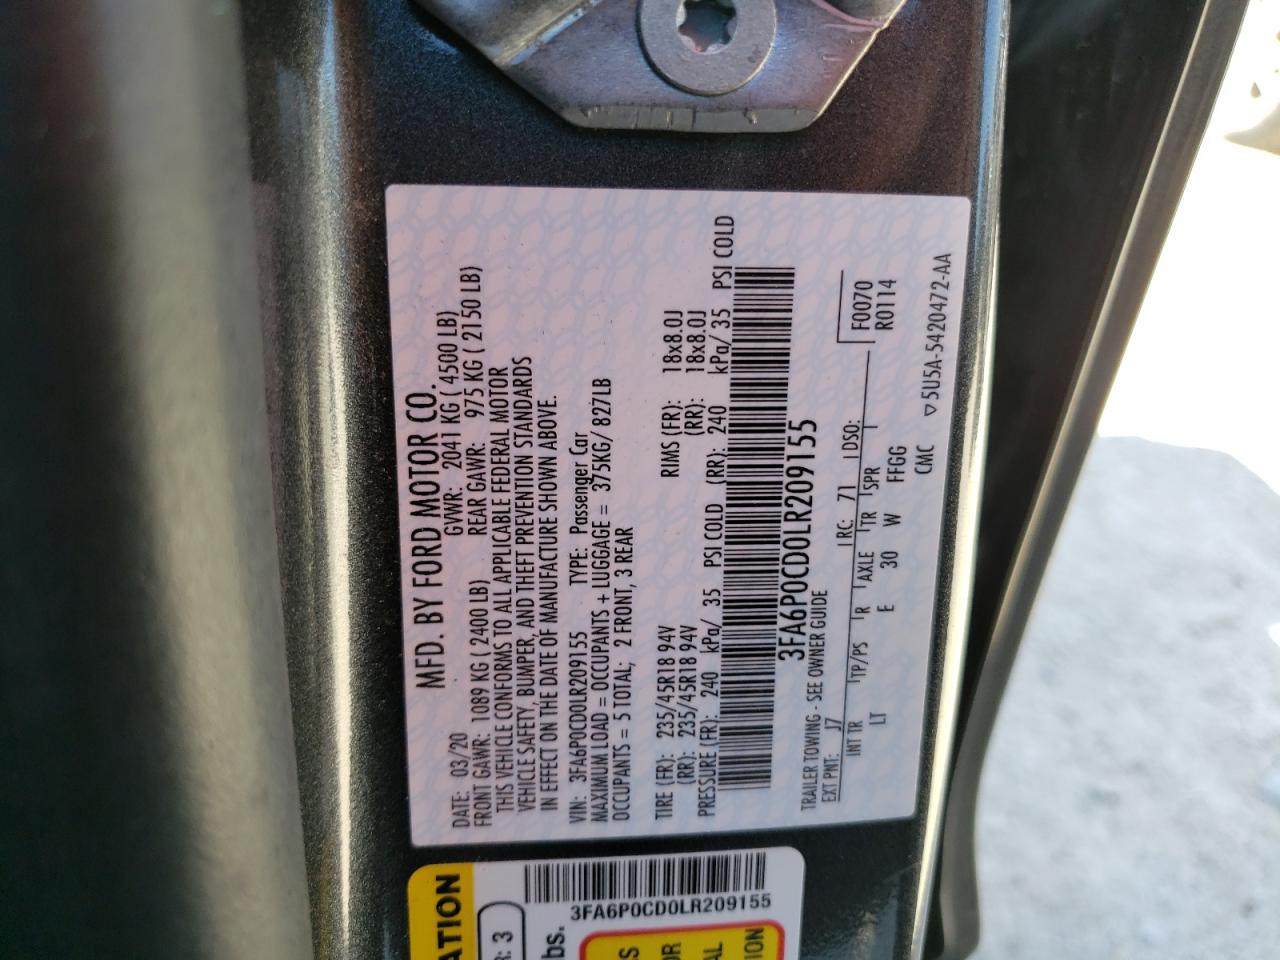 MFD. BY FORD MOTOR CO.
DATE: 03/20 GVWR: 2041 KG ( 4500 LB)
FRONT GAWR: 1089 KG ( 2400 LB) REAR GAWR: 975 KG ( 2150 LB)
THIS VEHICLE CONFORMS TO ALL APPLICABLE FEDERAL MOTOR
VEHICLE SAFETY, BUMPER, AND THEFT PREVENTION STANDARDS
IN EFFECT ON THE DATE OF MANUFACTURE SHOWN ABOVE.
VIN: 3FA6P0CD0LR209155 TYPE: Passenger Car
MAXIMUM LOAD = OCCUPANTS + LUGGAGE = 375KG/ 827LB
OCCUPANTS = 5 TOTAL; 2 FRONT, 3 REAR
TIRE (FR): 235/45R18 94V RIMS (FR): 18x8.0J
(RR): 235/45R18 94V (RR): 18x8.0J
PRESSURE (FR): 240 kPa/ 35 PSI COLD (RR): 240 kPa/ 35 PSI COLD
3FA6P0CD0LR209155
TRAILER TOWING - SEE OWNER GUIDE
EXT PNT: J7 RC: 71 DSO: F0070
INT TR TP/PS R AXLE TR SPR R0114
LT E 30 W FFGG
CMC ▽5U5A-5420472-AA
ATION
R: 3
bs.
3FA6P0CD0LR209155
S
OR
AL
ION